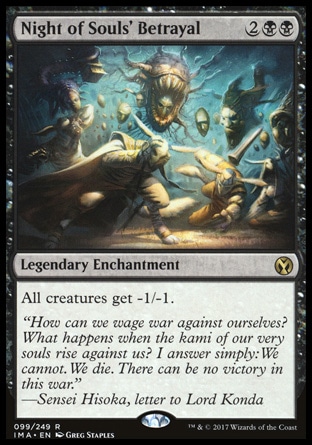 Night of Souls' Betrayal 2
Legendary Enchantment
All creatures get -1/-1.
“How can we wage war against ourselves?
What happens when the kami of our very
souls rise against us? I answer simply: We
cannot. We die. There can be no victory
in this war.”
—Sensei Hisoka, letter to Lord Konda
099/249 R
IMA • EN Greg Staples
™ & © 2017 Wizards of the Coast